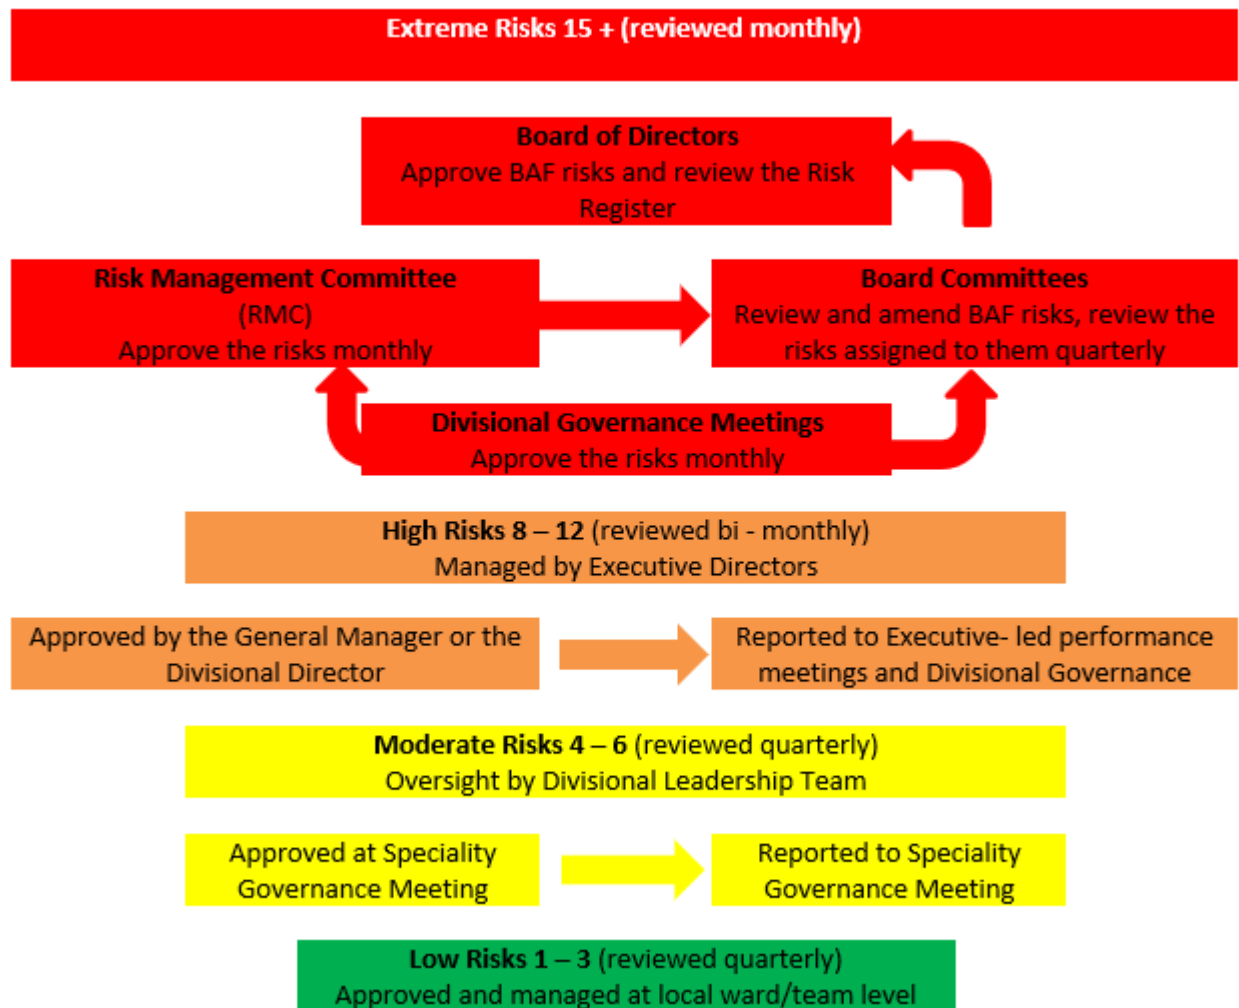 Extreme Risks 15 + (reviewed monthly)
Board of Directors
Approve BAF risks and review the Risk
Register
Risk Management Committee
(RMC)
Approve the risks monthly
Board Committees
Review and amend BAF risks, review the
risks assigned to them quarterly
Divisional Governance Meetings
Approve the risks monthly
High Risks 8 – 12 (reviewed bi - monthly)
Managed by Executive Directors
Approved by the General Manager or the
Divisional Director
Reported to Executive- led performance
meetings and Divisional Governance
Moderate Risks 4 – 6 (reviewed quarterly)
Oversight by Divisional Leadership Team
Approved at Speciality
Governance Meeting
Reported to Speciality
Governance Meeting
Low Risks 1 – 3 (reviewed quarterly)
Approved and managed at local ward/team level